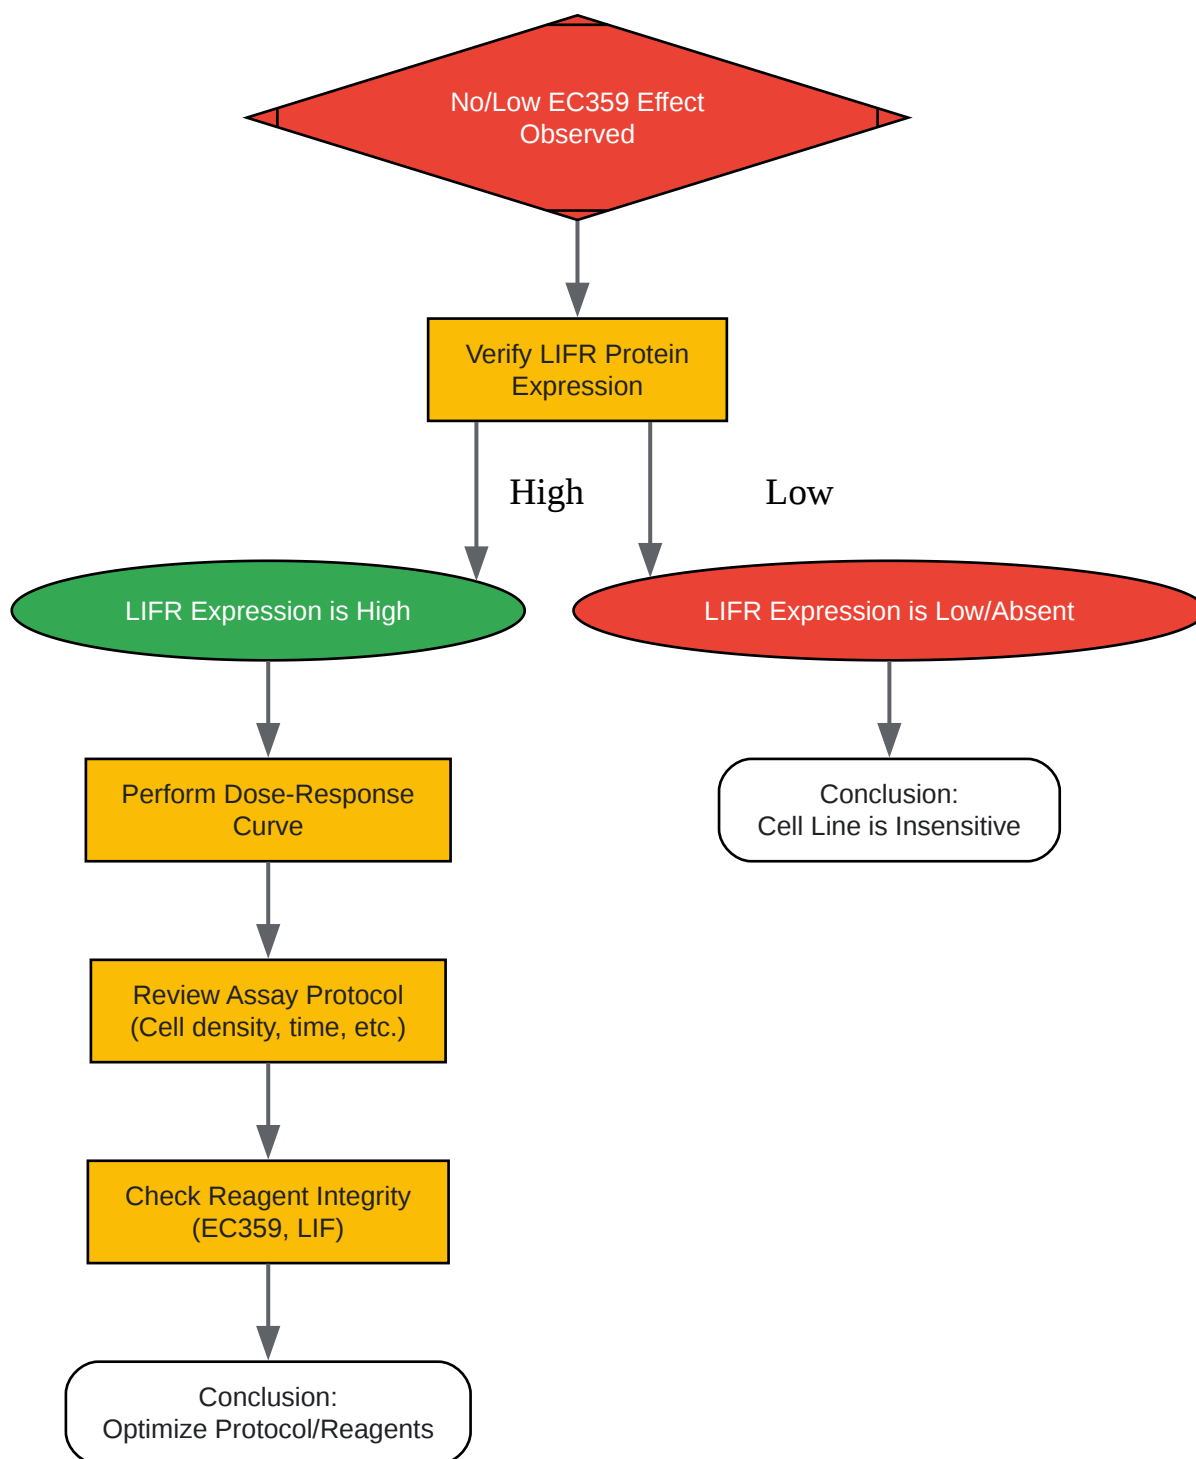 No/Low EC359 Effect
Observed
Verify LIFR Protein
Expression
High
Low
LIFR Expression is High
LIFR Expression is Low/Absent
Perform Dose-Response
Curve
Conclusion:
Cell Line is Insensitive
Review Assay Protocol
(Cell density, time, etc.)
Check Reagent Integrity
(EC359, LIF)
Conclusion:
Optimize Protocol/Reagents